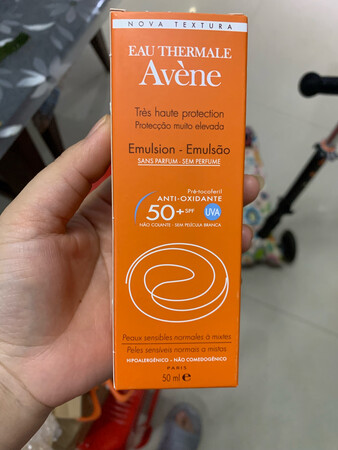 NOVA TEXTURA
EAU THERMALE
Avène
Très haute protection
Protecção muito elevada
Emulsion - Emulsão
SANS PARFUM - SEM PERFUME
Pré-tocoferil
ANTI-OXIDANTE
50+ SPF UVA
NÃO COLANTE - SEM PELÍCULA BRANCA
Peaux sensibles normales à mixtes
Peles sensíveis normais a mistas
HIPOALERGÉNICO - NÃO COMEDOGÉNICO
PARIS
50 ml e